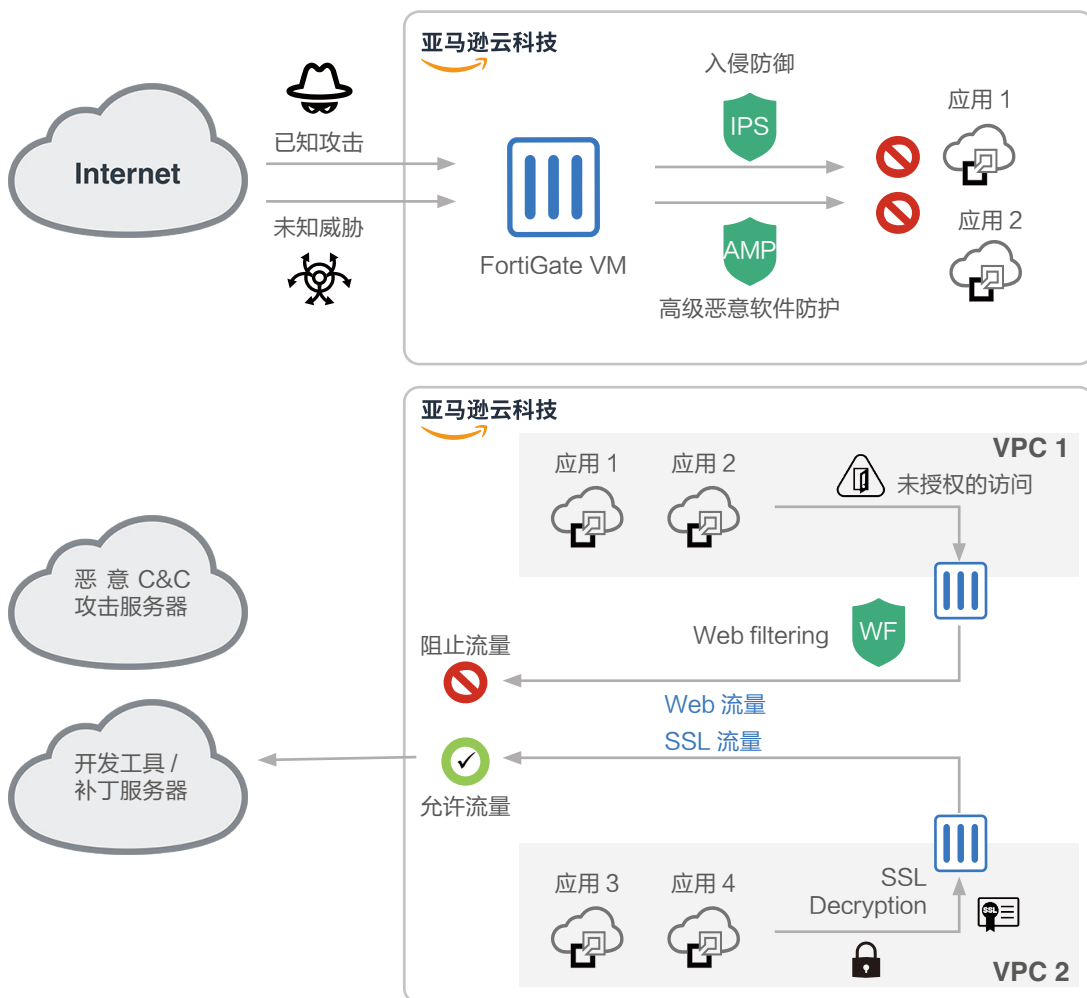 亚马逊云科技
入侵防御
IPS
应用 1
已知攻击
Internet
应用 2
未知威胁
AMP
FortiGate VM
高级恶意软件防护
亚马逊云科技
VPC 1
应用 1
应用 2
未授权的访问
恶 意 C&C
攻击服务器
Web filtering
WF
阻止流量
Web 流量
SSL 流量
开发工具 /
补丁服务器
允许流量
应用 3
应用 4
SSL
Decryption
SSL
VPC 2